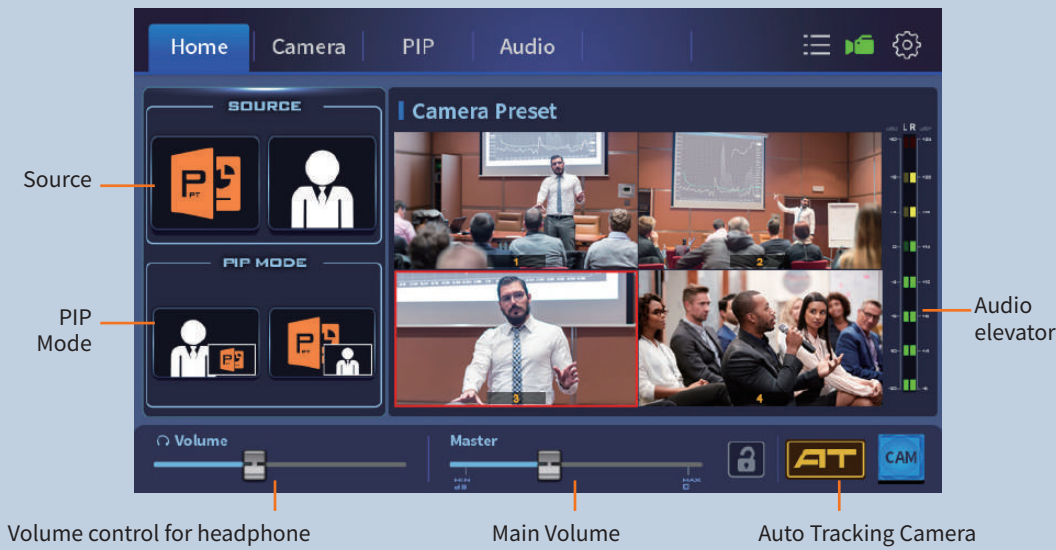 Home
Camera
PIP
Audio
SOURCE
Camera Preset
L R
P
PT
1
2
Source
PIP MODE
P
P
3
4
PIP
Mode
Audio
elevator
Volume
Master
MIN
MAX
AT
CAM
Volume control for headphone
Main Volume
Auto Tracking Camera